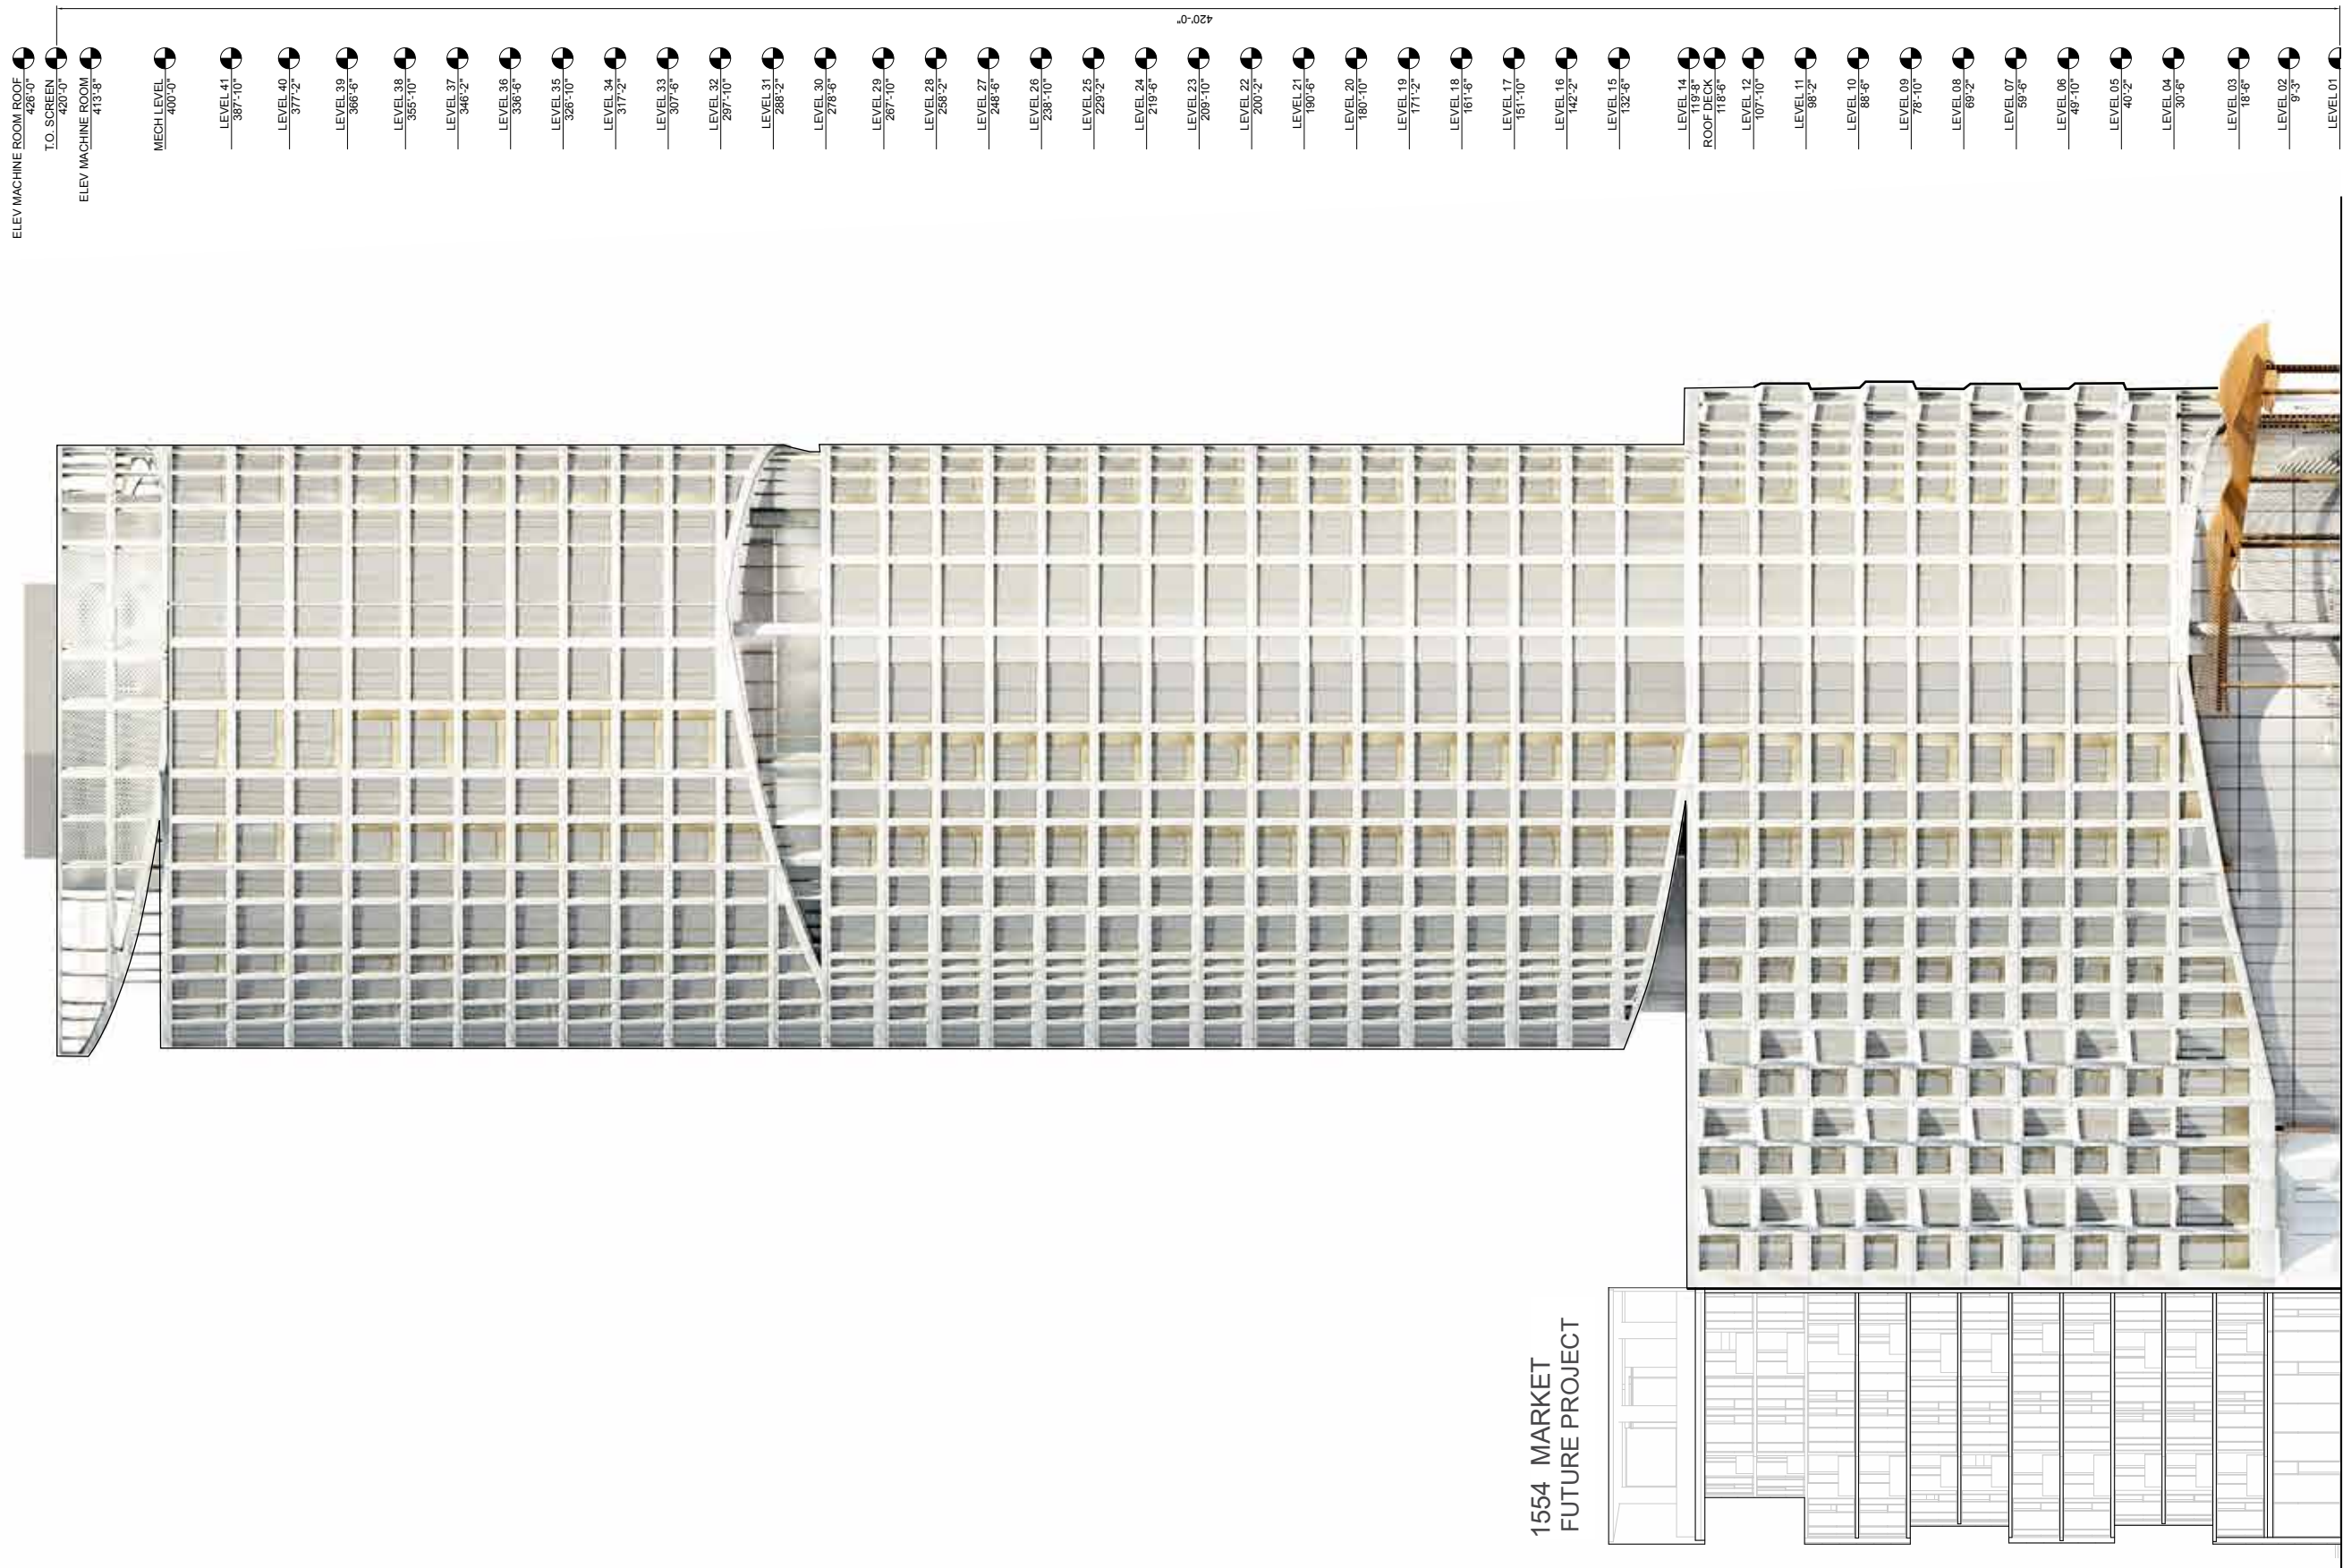 ELEV MACHINE ROOM ROOF
426'-0"
T.O. SCREEN
420'-0"
ELEV MACHINE ROOM
413'-8"
MECH LEVEL
400'-0"
LEVEL 41
387'-10"
LEVEL 40
377'-2"
LEVEL 39
366'-6"
LEVEL 38
355'-10"
LEVEL 37
346'-2"
LEVEL 36
336'-6"
LEVEL 35
326'-10"
LEVEL 34
317'-2"
LEVEL 33
307'-6"
LEVEL 32
297'-10"
LEVEL 31
288'-2"
LEVEL 30
278'-6"
LEVEL 29
267'-10"
LEVEL 28
258'-2"
LEVEL 27
248'-6"
LEVEL 26
238'-10"
LEVEL 25
229'-2"
LEVEL 24
219'-6"
LEVEL 23
209'-10"
LEVEL 22
200'-2"
LEVEL 21
190'-6"
LEVEL 20
180'-10"
LEVEL 19
171'-2"
LEVEL 18
161'-6"
LEVEL 17
151'-10"
LEVEL 16
142'-2"
LEVEL 15
132'-6"
LEVEL 14
119'-8"
ROOF DECK
118'-6"
LEVEL 12
107'-10"
LEVEL 11
98'-2"
LEVEL 10
88'-6"
LEVEL 09
78'-10"
LEVEL 08
69'-2"
LEVEL 07
59'-6"
LEVEL 06
49'-10"
LEVEL 05
40'-2"
LEVEL 04
30'-6"
LEVEL 03
18'-6"
LEVEL 02
9'-3"
LEVEL 01
420'-0"
1554 MARKET
FUTURE PROJECT